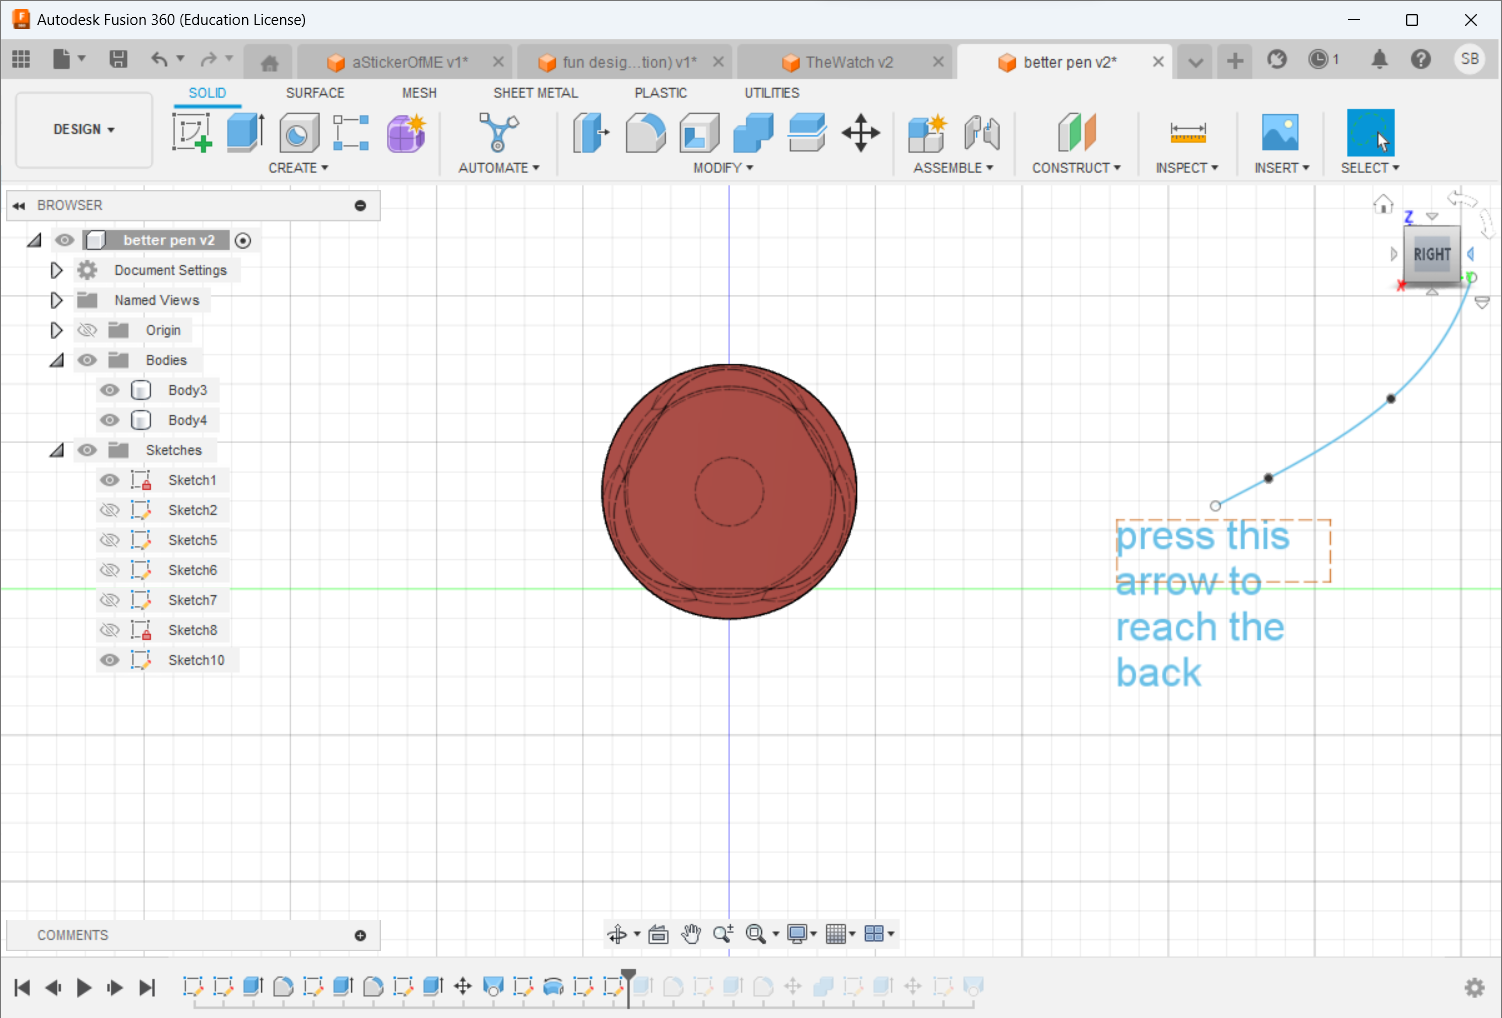 Autodesk Fusion 360 (Education License)
aStickerOfME v1*
fun desig...tion) v1*
TheWatch v2
better pen v2*
1
SB
SOLID
SURFACE
MESH
SHEET METAL
PLASTIC
UTILITIES
DESIGN
CREATE
AUTOMATE
MODIFY
ASSEMBLE
CONSTRUCT
INSPECT
INSERT
SELECT
BROWSER
better pen v2
Document Settings
Named Views
Origin
Bodies
Body3
Body4
Sketches
Sketch1
Sketch2
Sketch5
Sketch6
Sketch7
Sketch8
Sketch10
Z
RIGHT
X
Y
press this
arrow to
reach the
back
COMMENTS